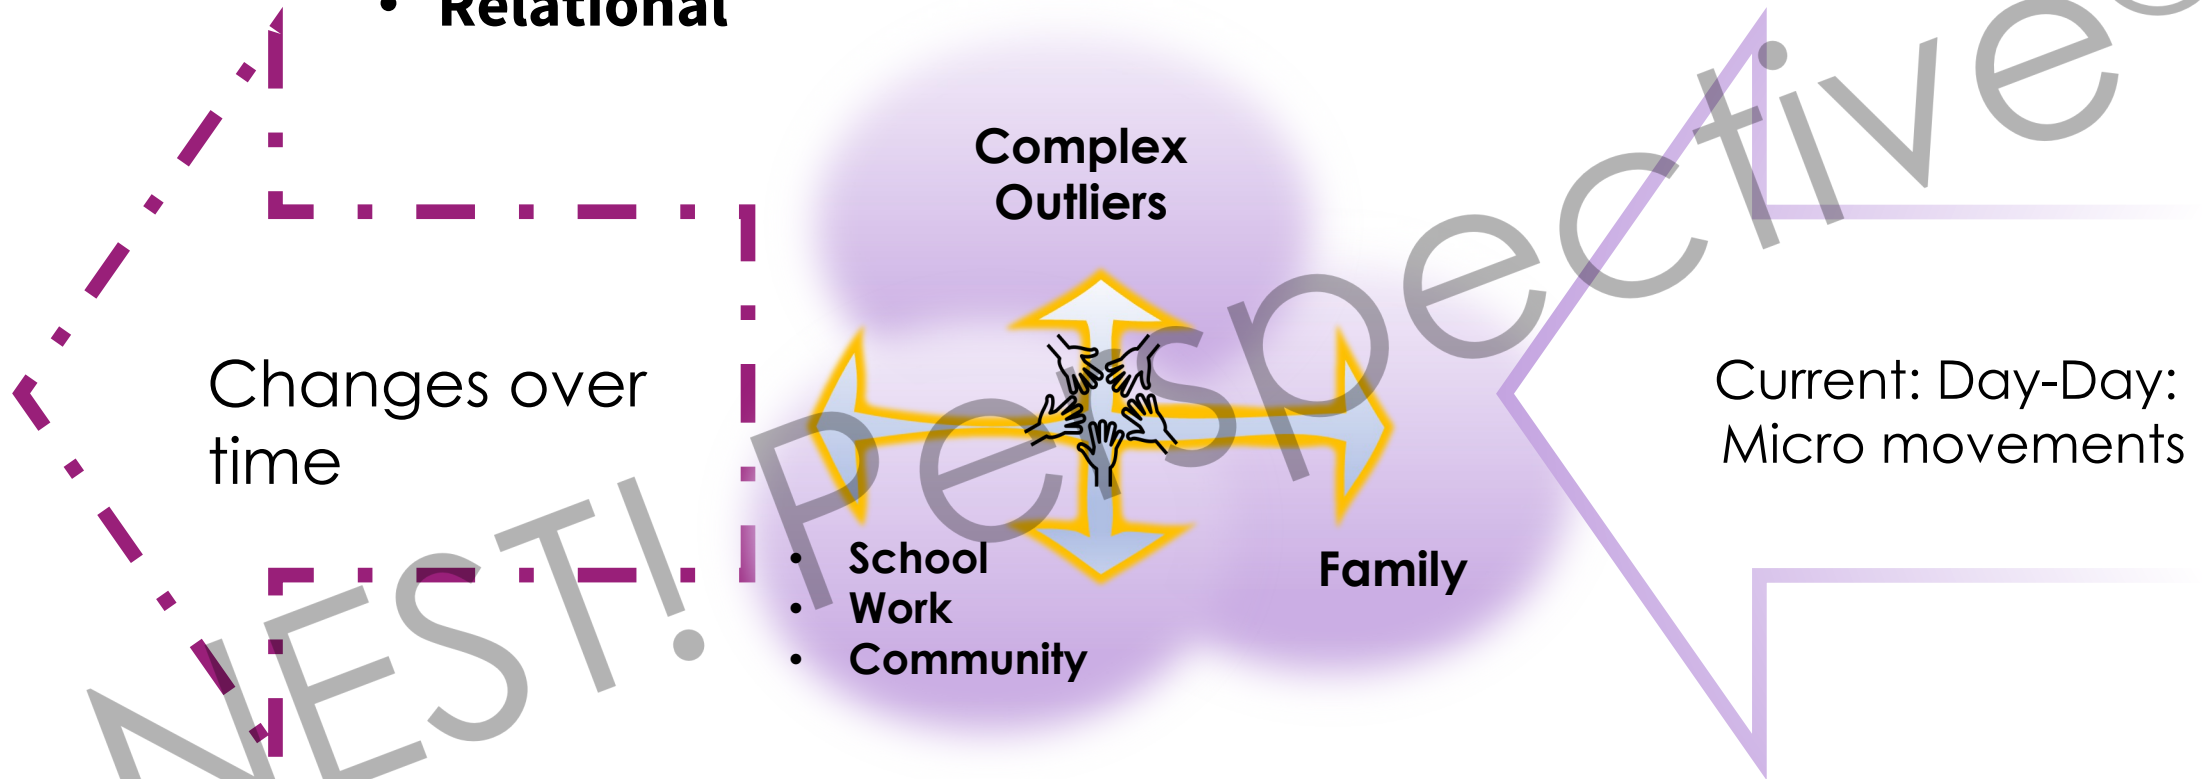 • Relational
Complex
Outliers
Changes over
time
Current: Day-Day:
Micro movements
• School
• Work
• Community
Family
NEST! Perspective